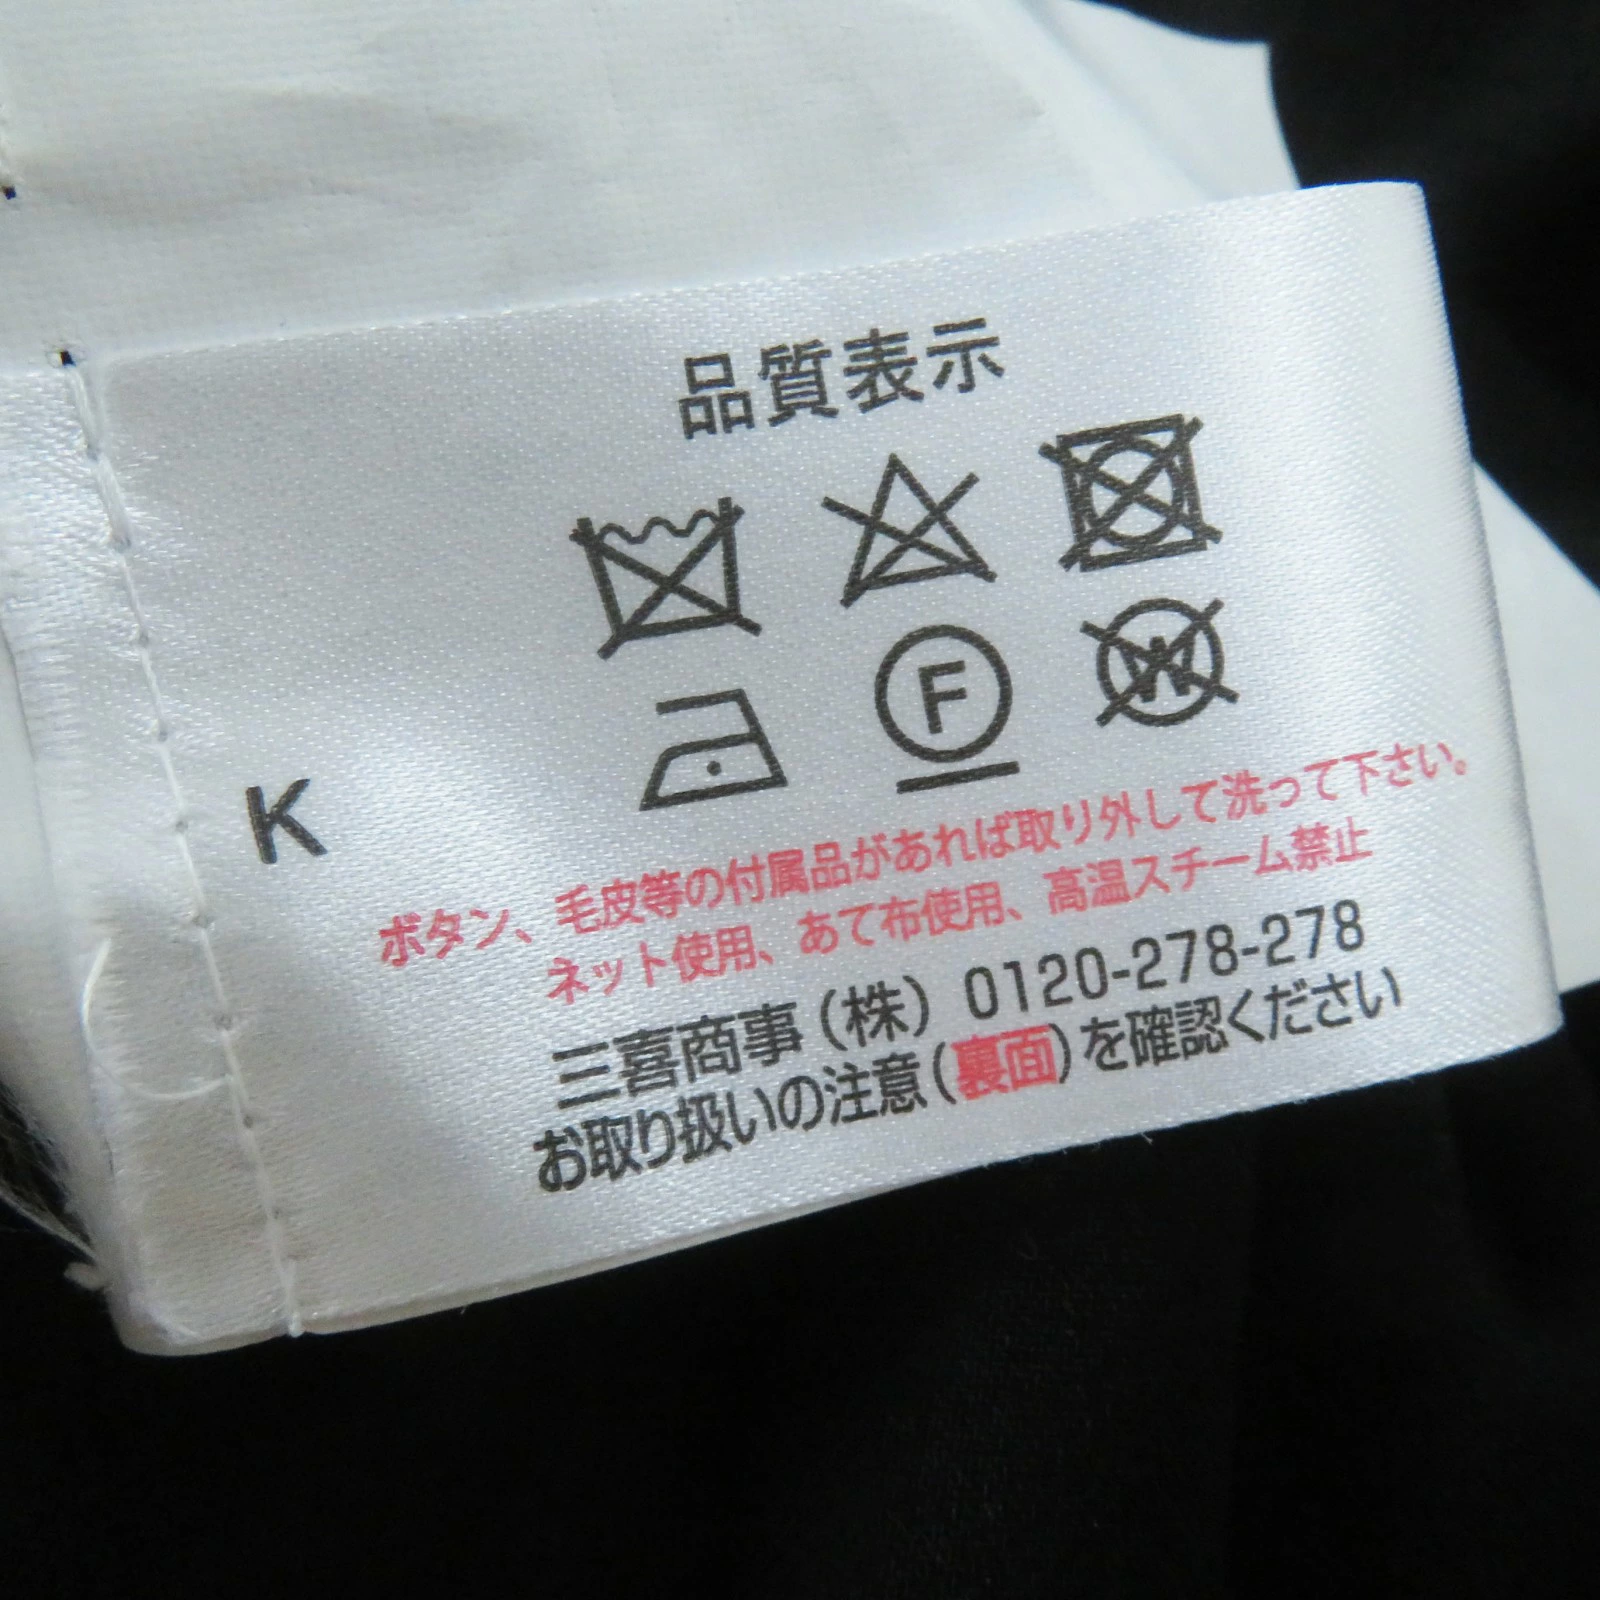 品質表示
F
W
K
ボタン、毛皮等の付属品があれば取り外して洗って下さい。
ネット使用、あて布使用、高温スチーム禁止
三喜商事(株) 0120-278-278
お取り扱いの注意(裏面)を確認ください